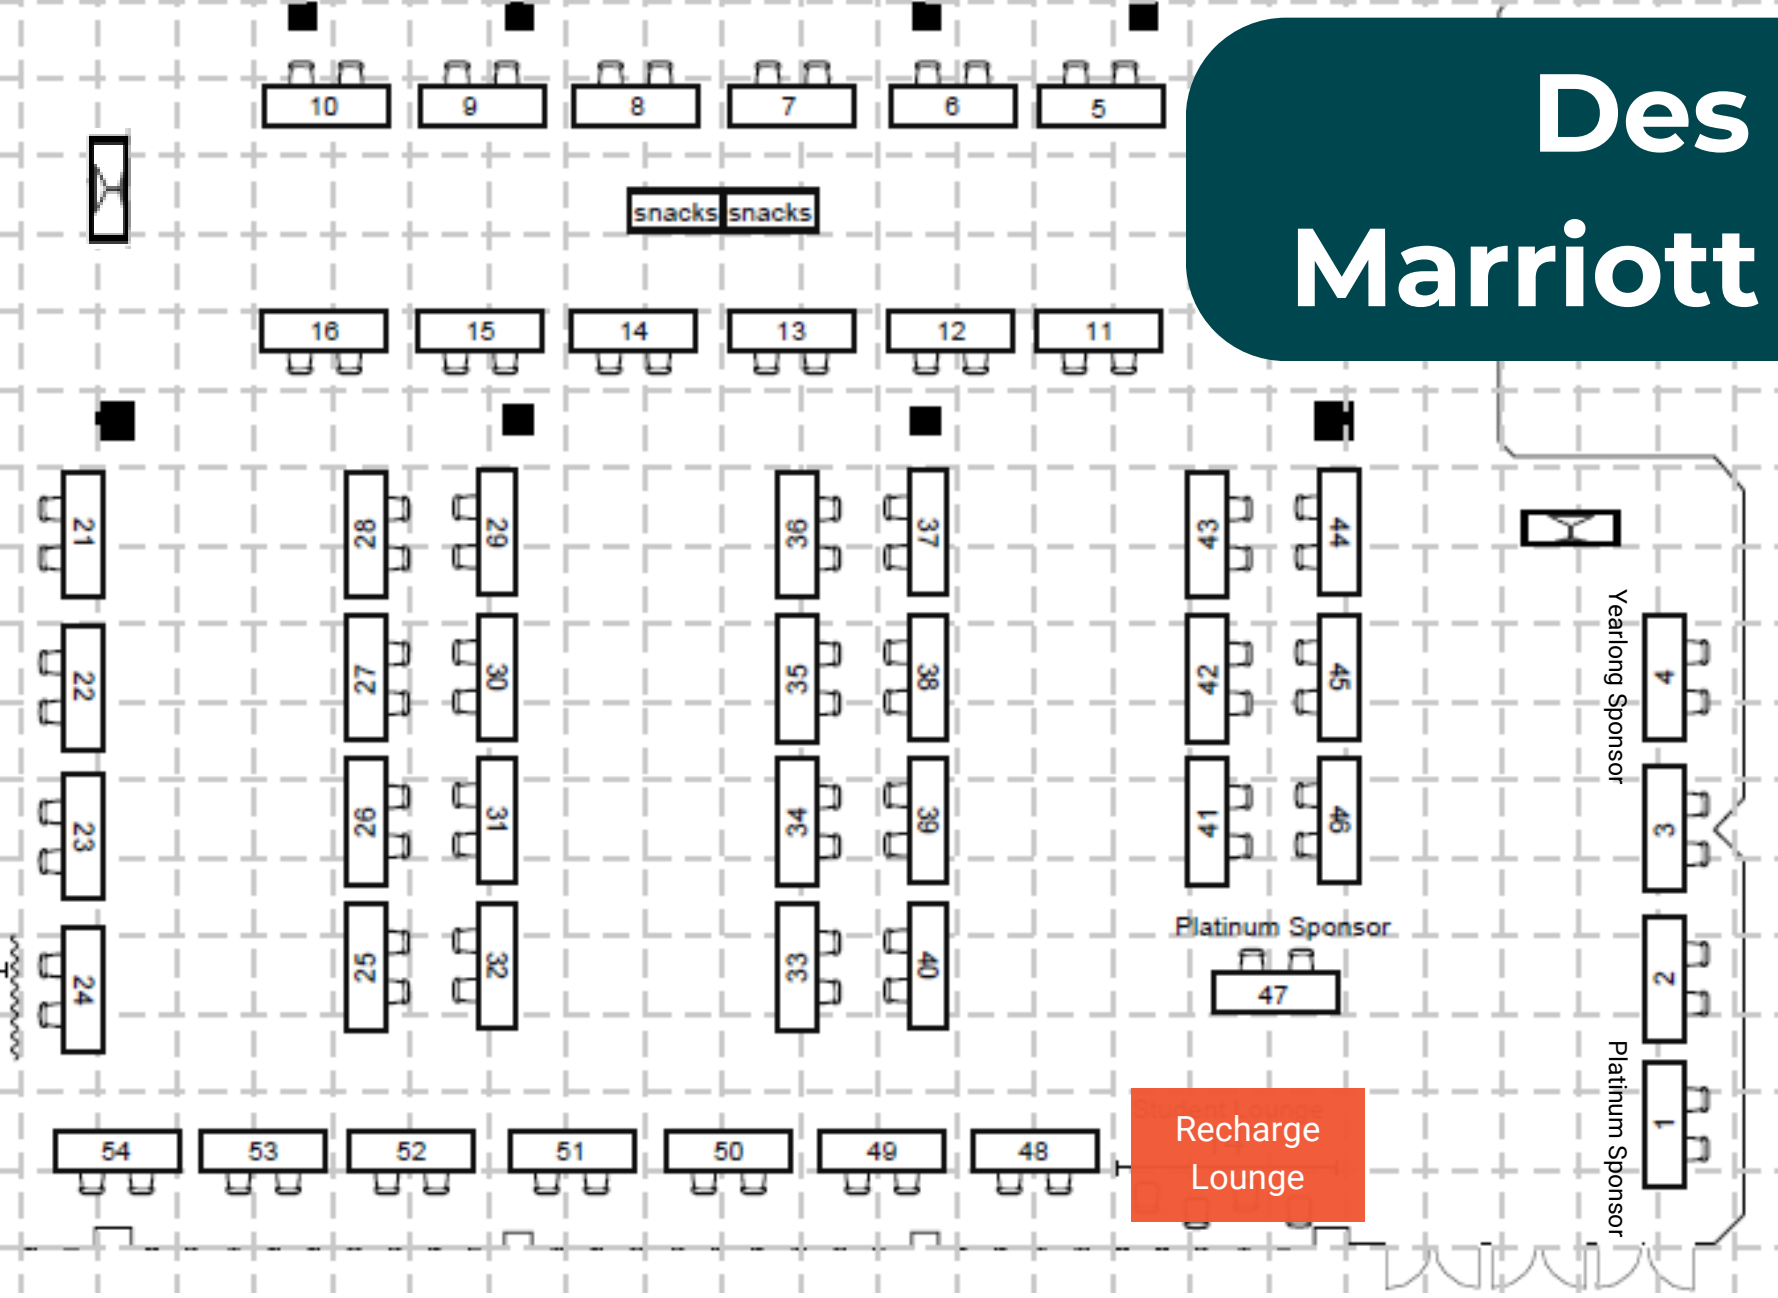 Des
Marriott
10 9 8 7 6 5
snacks snacks
16 15 14 13 12 11
21 28 29 36 37 43 44
22 27 30 35 38 42 45
23 26 31 34 39 41 46
24 25 32 33 40
Yearlong Sponsor
4
3
2
Platinum Sponsor
1
Platinum Sponsor
47
54 53 52 51 50 49 48
Recharge
Lounge